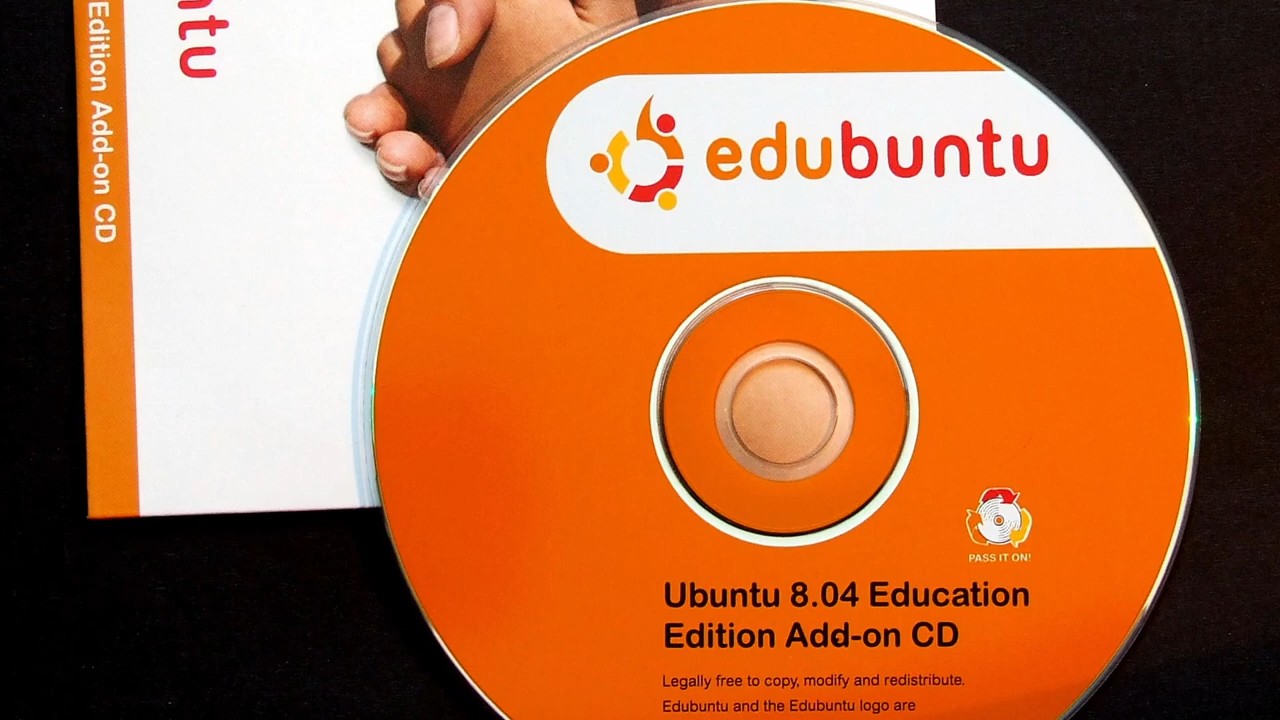 Edition Add-on CD
ntu
edubuntu
PASS IT ON!
Ubuntu 8.04 Education
Edition Add-on CD
Legally free to copy, modify and redistribute.
Edubuntu and the Edubuntu logo are